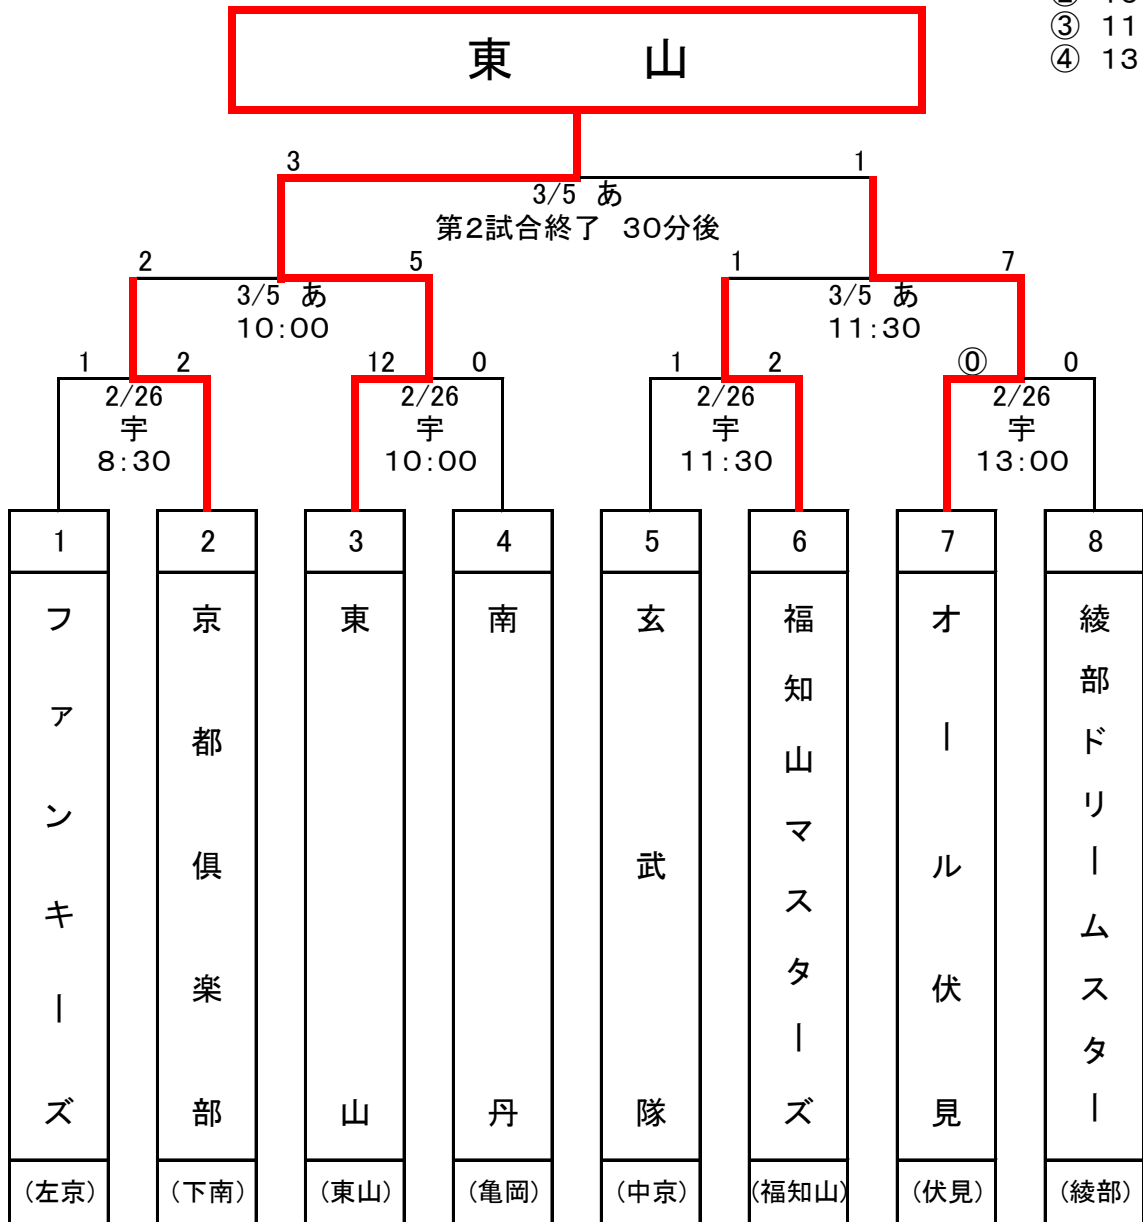 ③ 11
④ 13
東 山
3 1
3/5 あ
第2試合終了 30分後
2 5 1 7
3/5 あ 3/5 あ
10:00 11:30
1 2 12 0 1 2 ⓪ 0
2/26 2/26 2/26 2/26
宇 宇 宇 宇
8:30 10:00 11:30 13:00
1 2 3 4 5 6 7 8
ファンキーズ
京都倶楽部
東山
南丹
玄武隊
福知山マスターズ
オール伏見
綾部ドリームスター
(左京) (下南) (東山) (亀岡) (中京) (福知山) (伏見) (綾部)